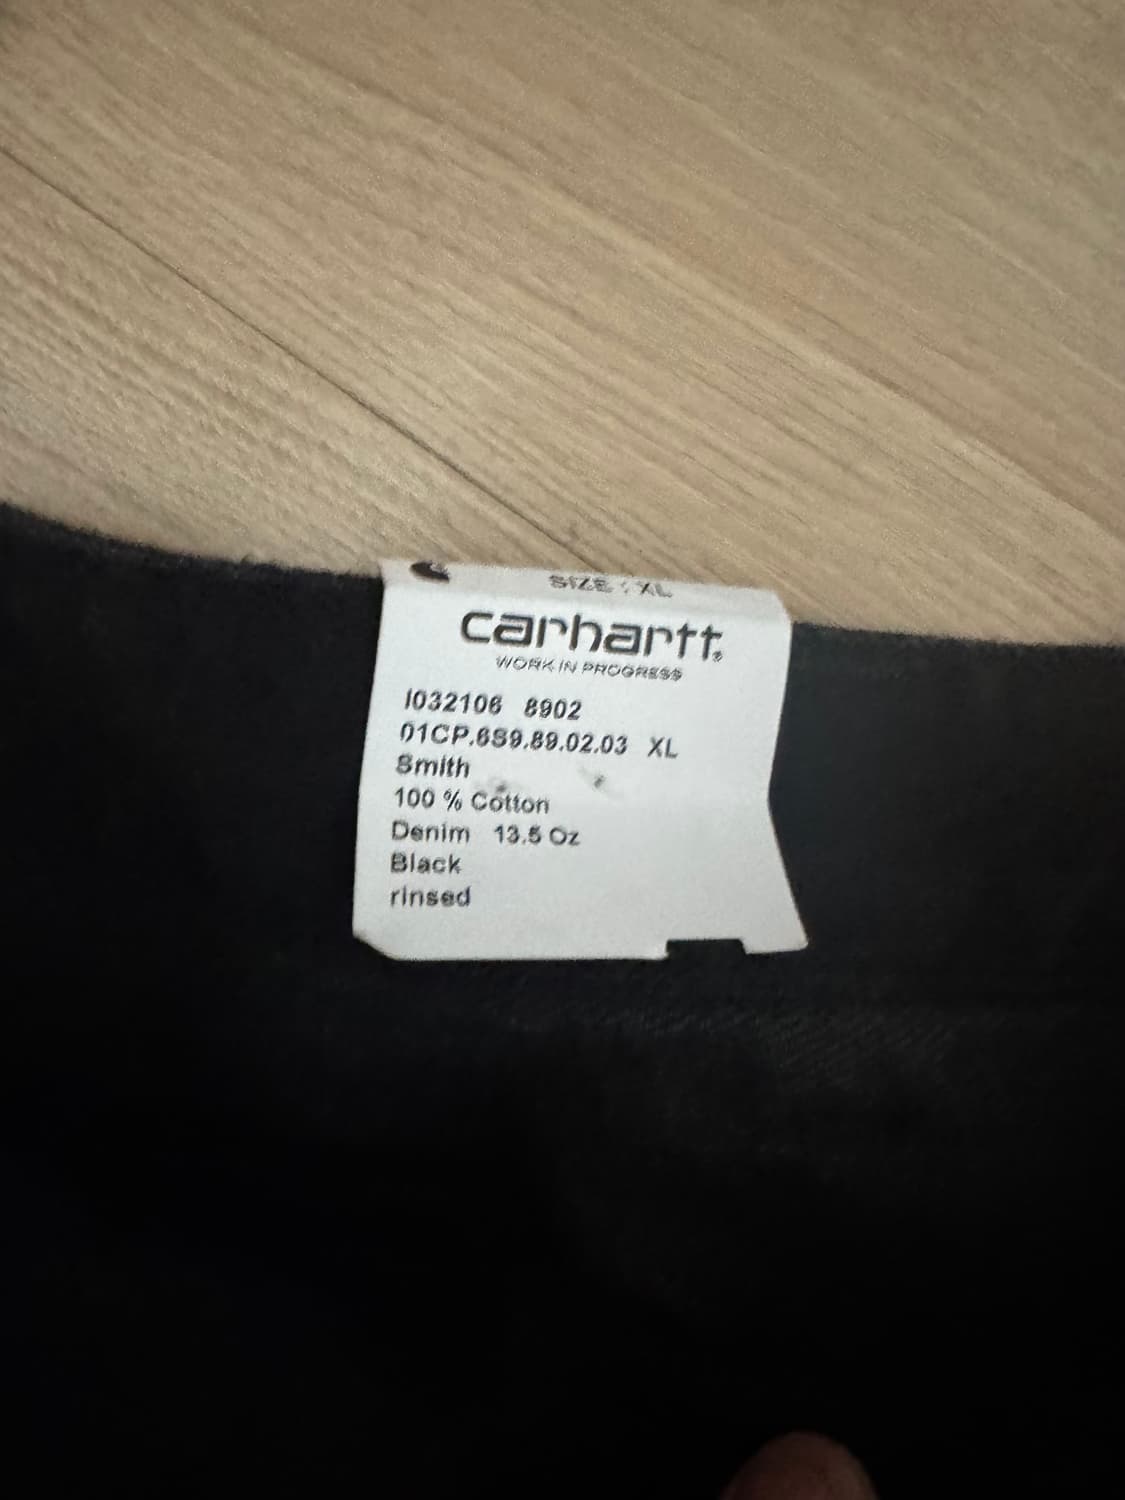 SIZE : XL
carhartt®
WORK IN PROGRESS
I032106 8902
01CP.6S9.89.02.03 XL
Smith
100 % Cotton
Denim 13.5 Oz
Black
rinsed